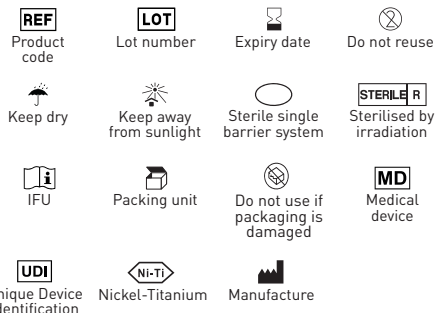 REF
LOT
Product
code
Lot number
Expiry date
Do not reuse
2
STERILE R
Keep dry
Keep away
from sunlight
Sterile single
barrier system
Sterilised by
irradiation
i
IFU
Packing unit
Do not use if
packaging is
damaged
MD
Medical
device
UDI
Ni-Ti
nique Device
dentification
Nickel-Titanium
Manufacture